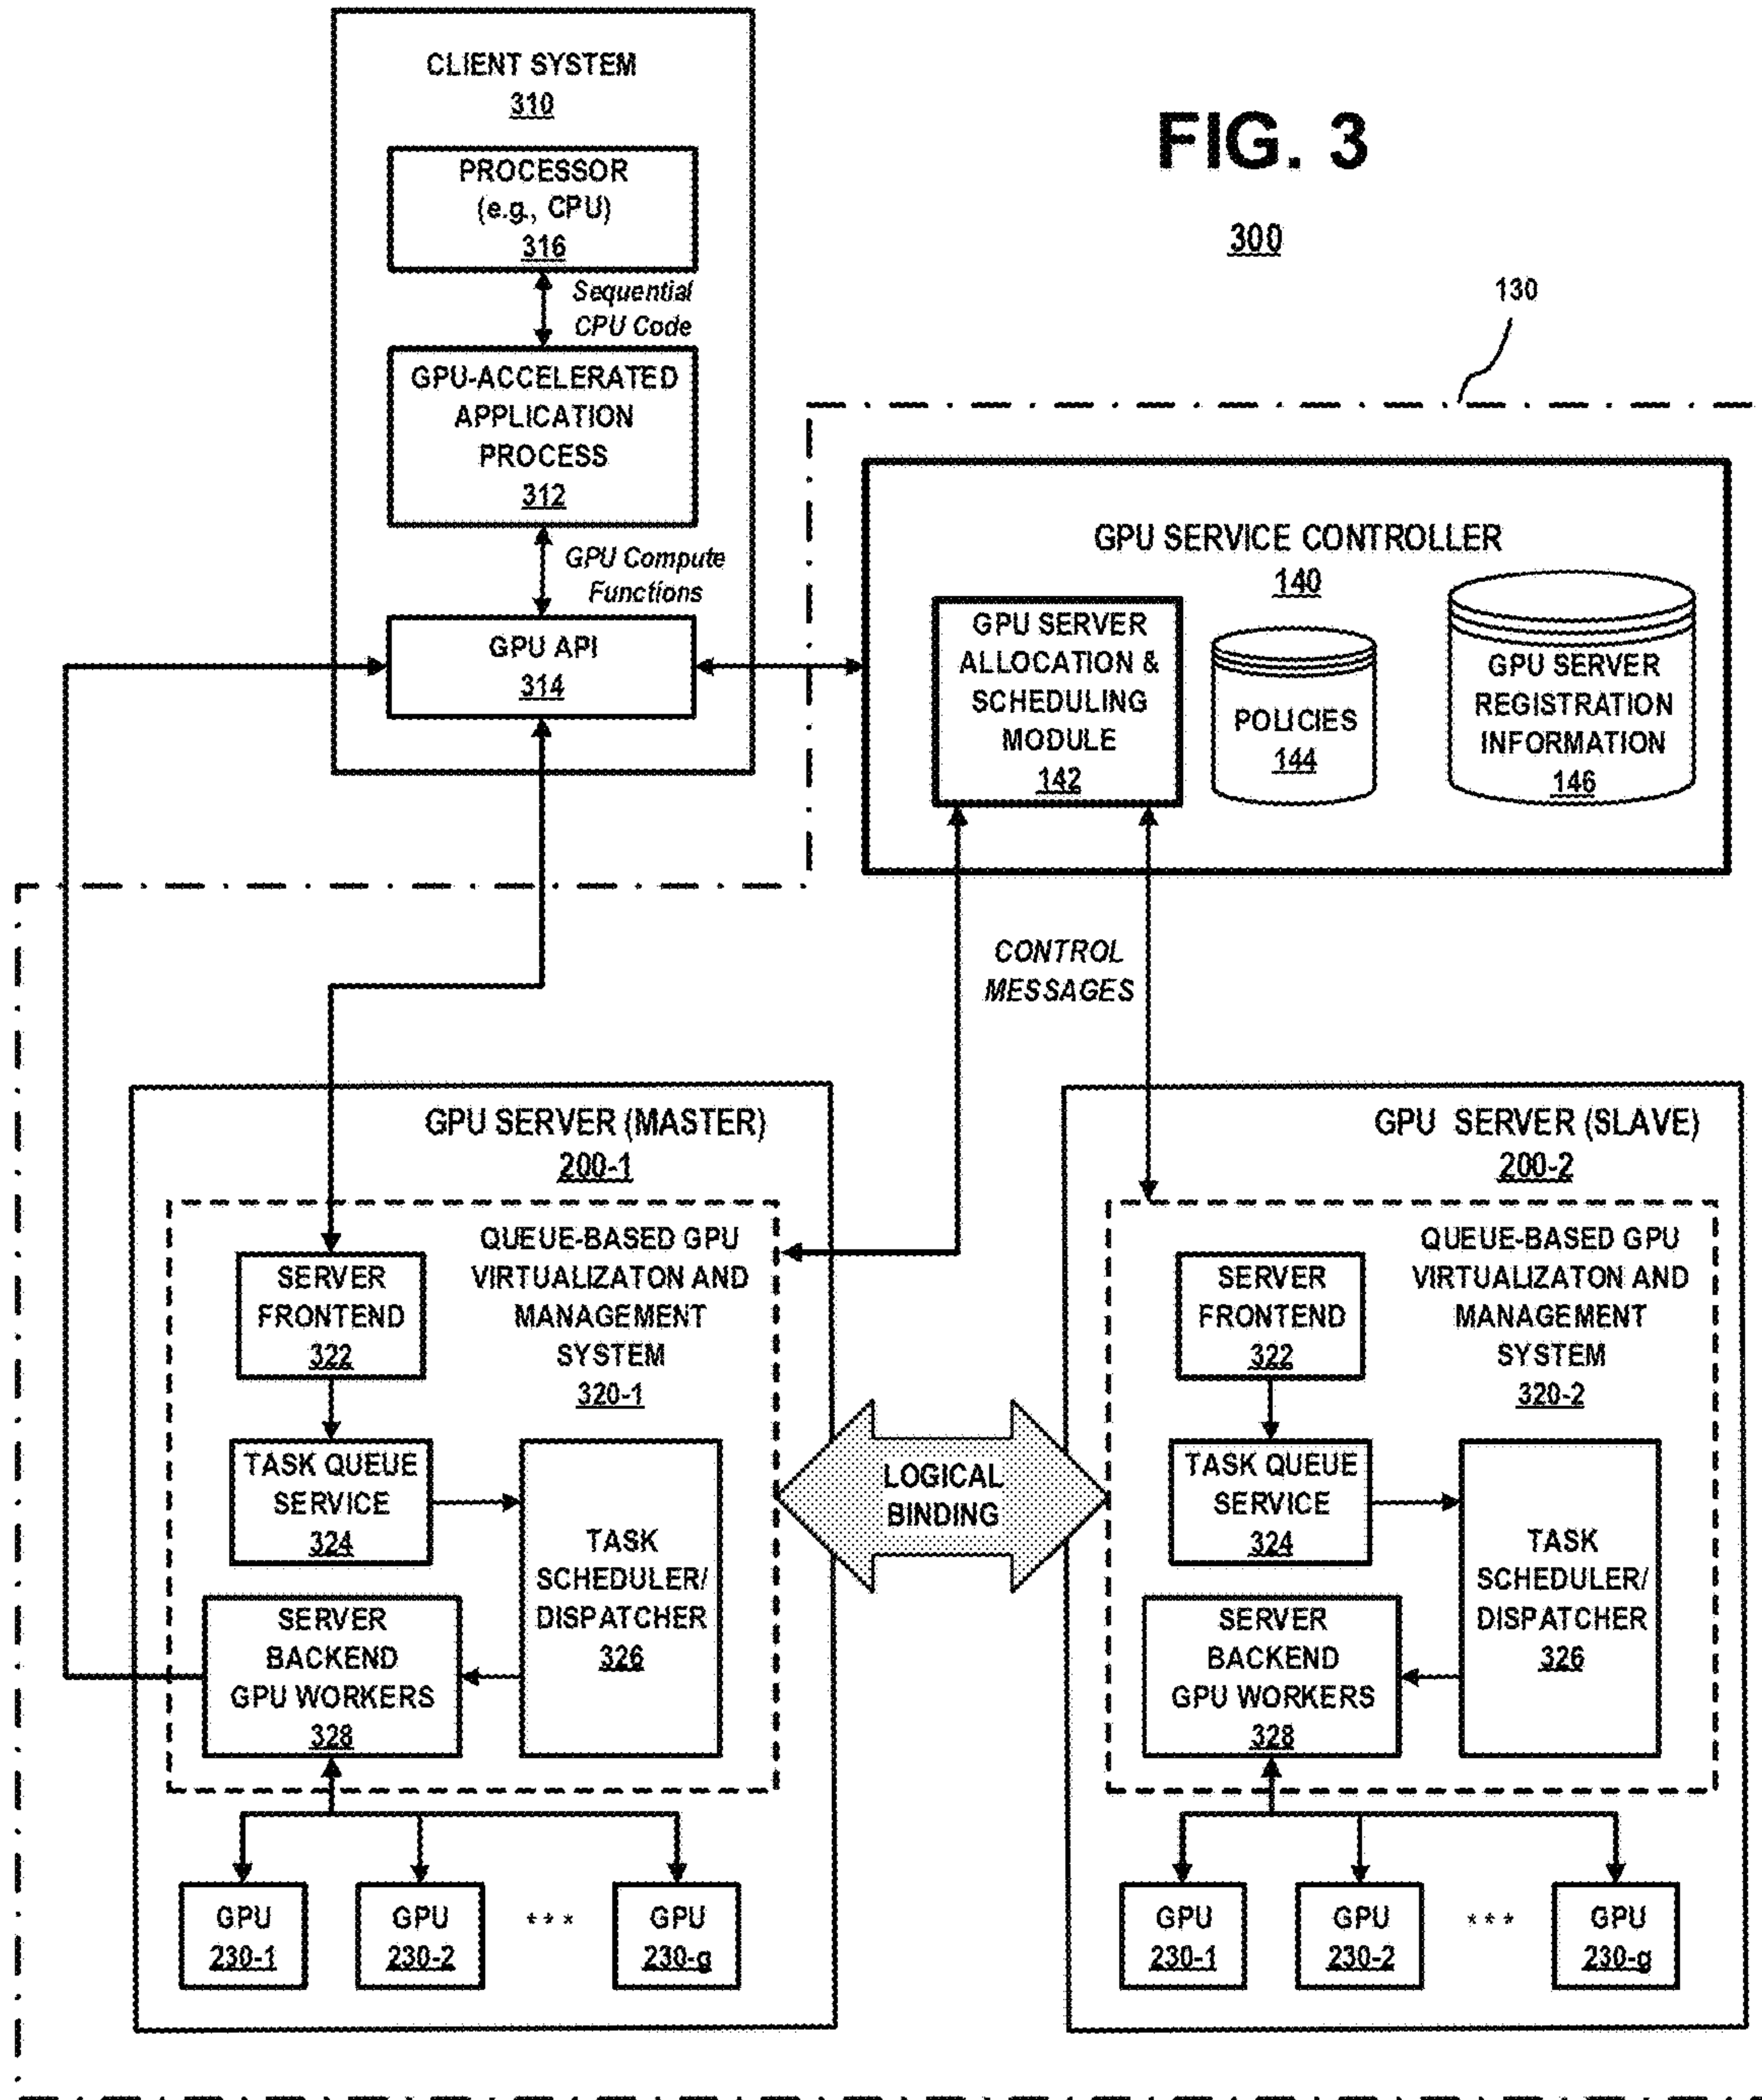 FIG. 3
300
130
CLIENT SYSTEM
310
PROCESSOR
(e.g., CPU)
316
Sequential
CPU Code
GPU-ACCELERATED
APPLICATION
PROCESS
312
GPU Compute
Functions
GPU API
314
GPU SERVICE CONTROLLER
140
GPU SERVER
ALLOCATION &
SCHEDULING
MODULE
142
POLICIES
144
GPU SERVER
REGISTRATION
INFORMATION
146
CONTROL
MESSAGES
GPU SERVER (MASTER)
200-1
QUEUE-BASED GPU
VIRTUALIZATON AND
MANAGEMENT
SYSTEM
320-1
SERVER
FRONTEND
322
TASK QUEUE
SERVICE
324
TASK
SCHEDULER/
DISPATCHER
326
SERVER
BACKEND
GPU WORKERS
328
GPU
230-1
GPU
230-2
***
GPU
230-g
LOGICAL
BINDING
GPU SERVER (SLAVE)
200-2
QUEUE-BASED GPU
VIRTUALIZATON AND
MANAGEMENT
SYSTEM
320-2
SERVER
FRONTEND
322
TASK QUEUE
SERVICE
324
TASK
SCHEDULER/
DISPATCHER
326
SERVER
BACKEND
GPU WORKERS
328
GPU
230-1
GPU
230-2
***
GPU
230-g